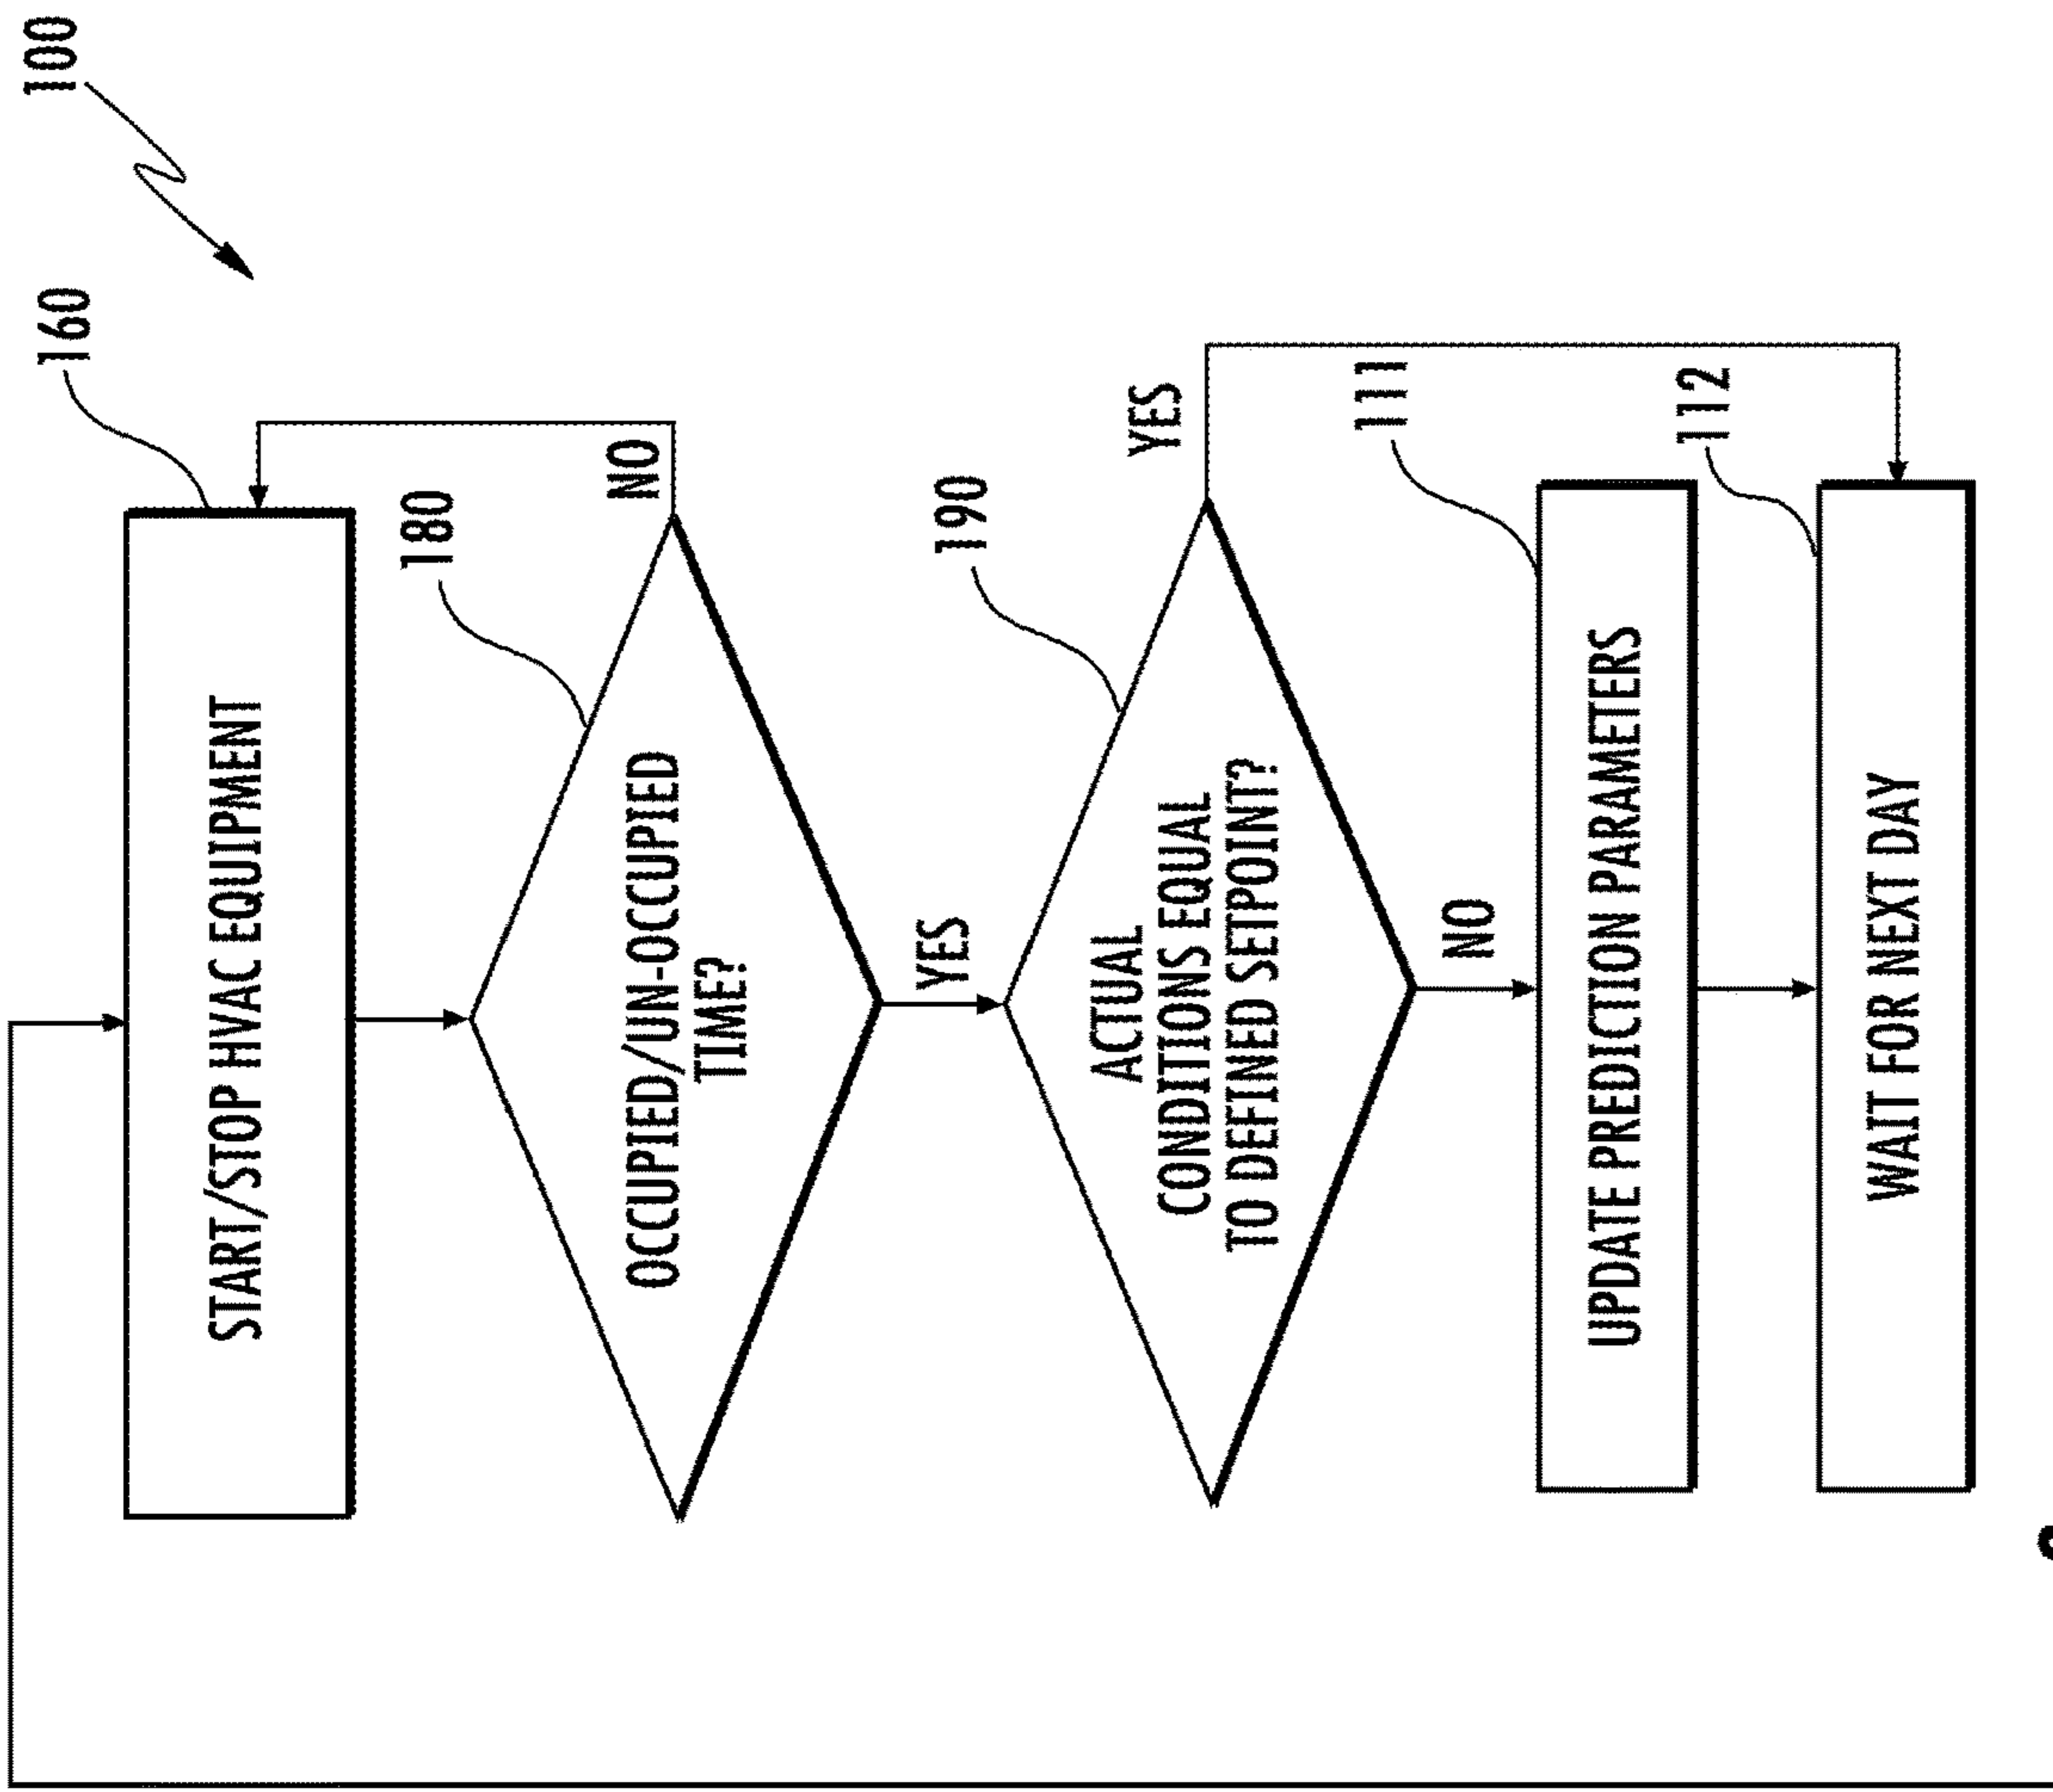 100
160
START/STOP HVAC EQUIPMENT
180
NO
OCCUPIED/UN-OCCUPIED
TIME?
YES
190
YES
ACTUAL
CONDITIONS EQUAL
TO DEFINED SETPOINT?
NO
111
UPDATE PREDICTION PARAMETERS
112
WAIT FOR NEXT DAY